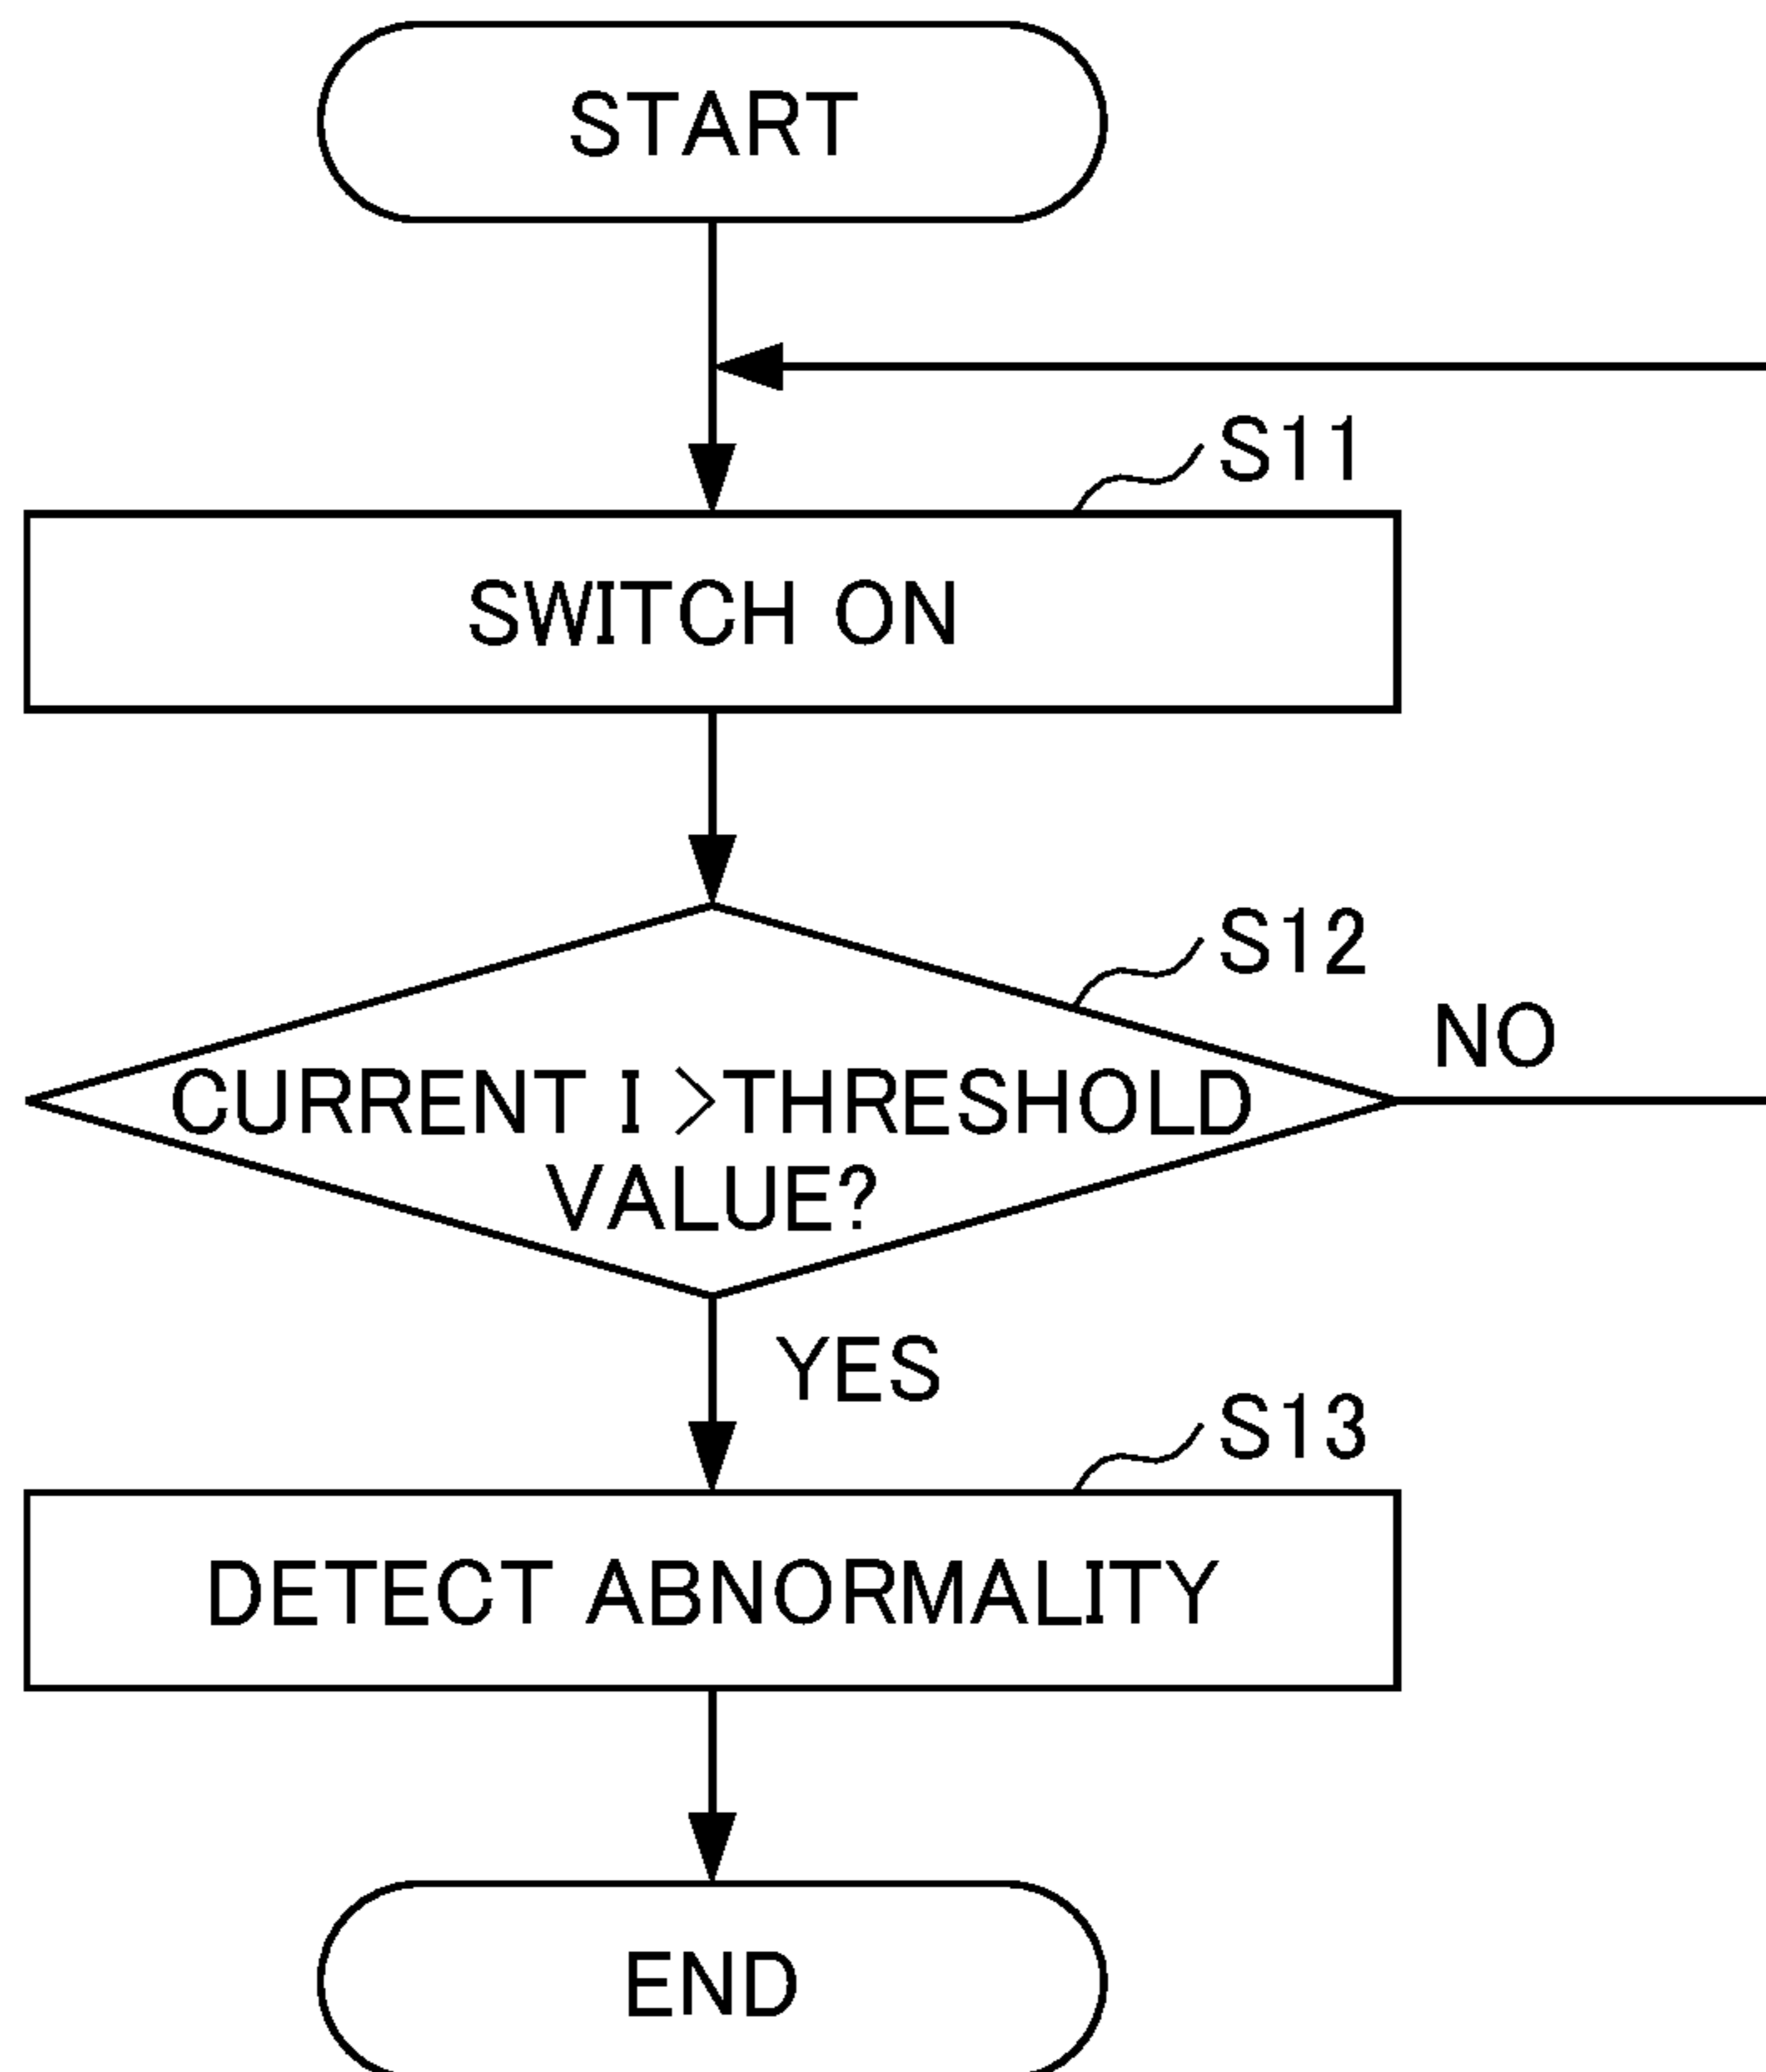 START
S11
SWITCH ON
S12
NO
CURRENT I >THRESHOLD
VALUE?
YES
S13
DETECT ABNORMALITY
END